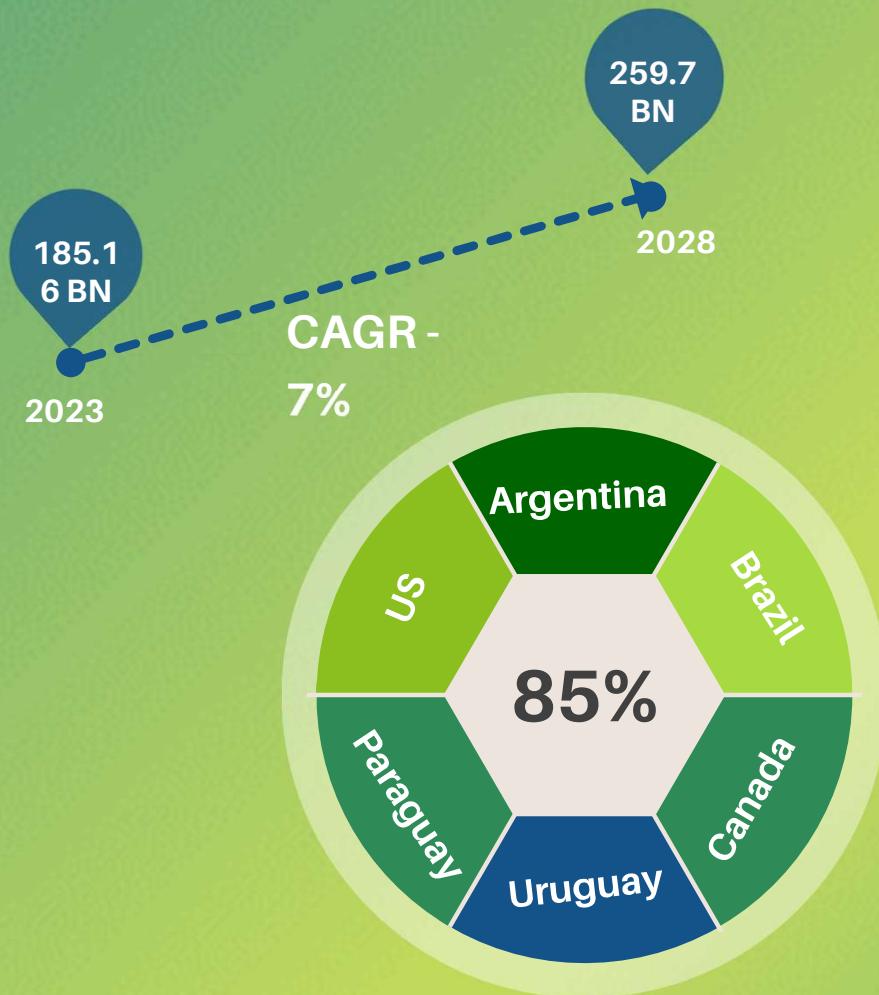 259.7
BN
2028
185.1
6 BN
2023
CAGR -
7%
Argentina
US
Brazil
85%
Paraguay
Canada
Uruguay